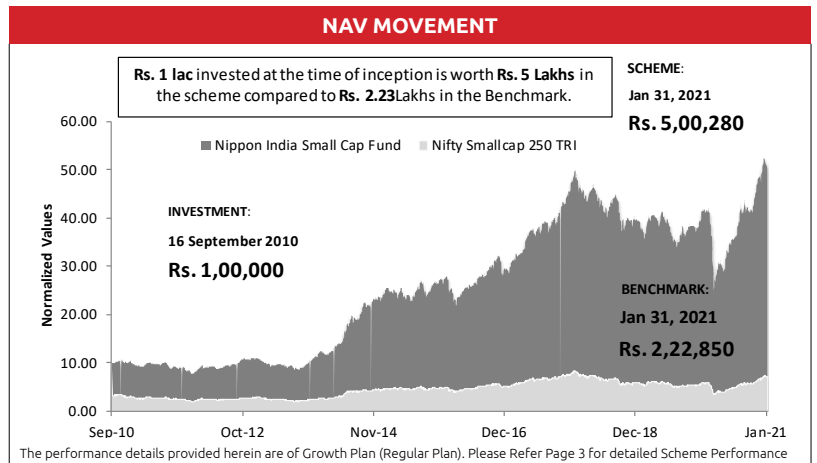 NAV MOVEMENT
Rs. 1 lac invested at the time of inception is worth Rs. 5 Lakhs in
the scheme compared to Rs. 2.23Lakhs in the Benchmark.
SCHEME:
Jan 31, 2021
Rs. 5,00,280
Nippon India Small Cap Fund
Nifty Smallcap 250 TRI
INVESTMENT:
16 September 2010
Rs. 1,00,000
BENCHMARK:
Jan 31, 2021
Rs. 2,22,850
Normalized Values
60.00
50.00
40.00
30.00
20.00
10.00
0.00
Sep-10
Oct-12
Nov-14
Dec-16
Dec-18
Jan-21
The performance details provided herein are of Growth Plan (Regular Plan). Please Refer Page 3 for detailed Scheme Performance